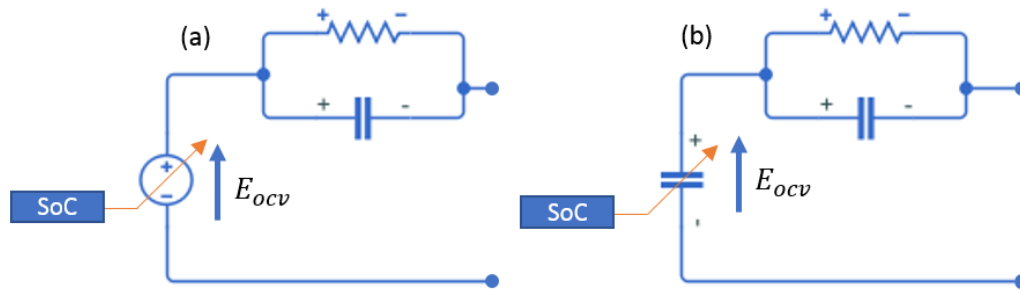 (a)
+ −
+ -
+
−
SoC
E_ocv
(b)
+ −
+ -
+
-
SoC
E_ocv